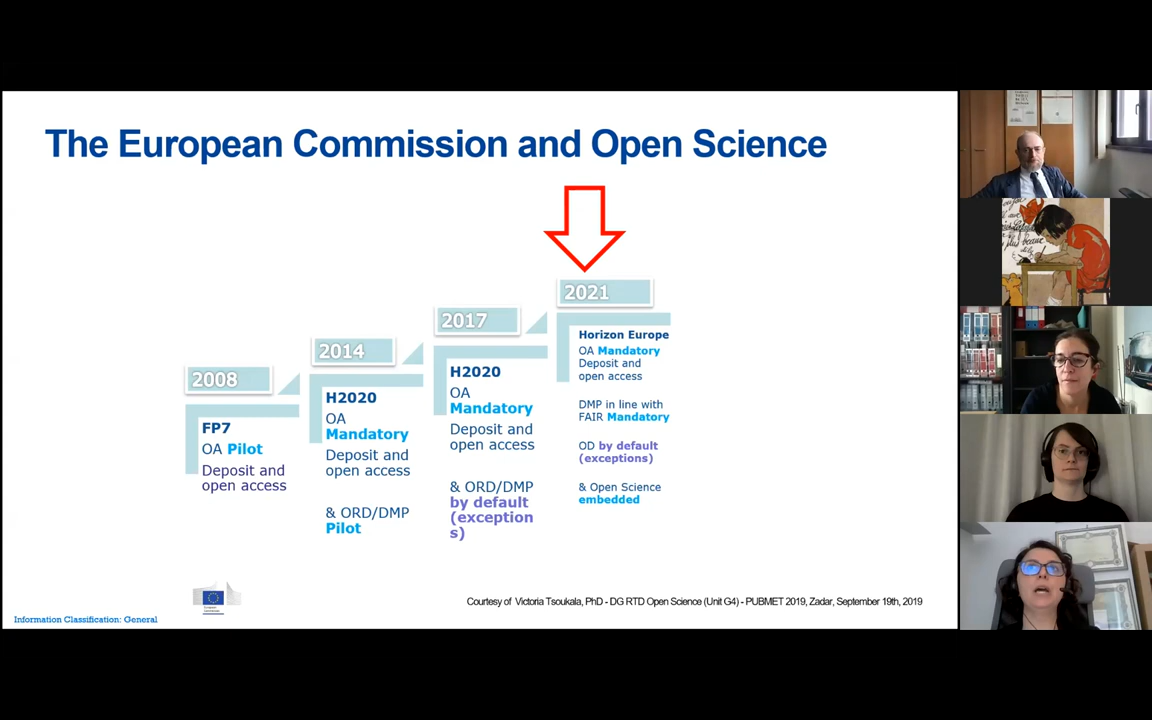 The European Commission and Open Science
2008
FP7
OA Pilot
Deposit and
open access
2014
H2020
OA
Mandatory
Deposit and
open access
& ORD/DMP
Pilot
2017
H2020
OA
Mandatory
Deposit and
open access
& ORD/DMP
by default
(exception
s)
2021
Horizon Europe
OA Mandatory
Deposit and
open access
DMP in line with
FAIR Mandatory
OD by default
(exceptions)
& Open Science
embedded
Courtesy of Victoria Tsoukala, PhD - DG RTD Open Science (Unit G4) - PUBMET 2019, Zadar, September 19th, 2019
Information Classification: General
plus beau